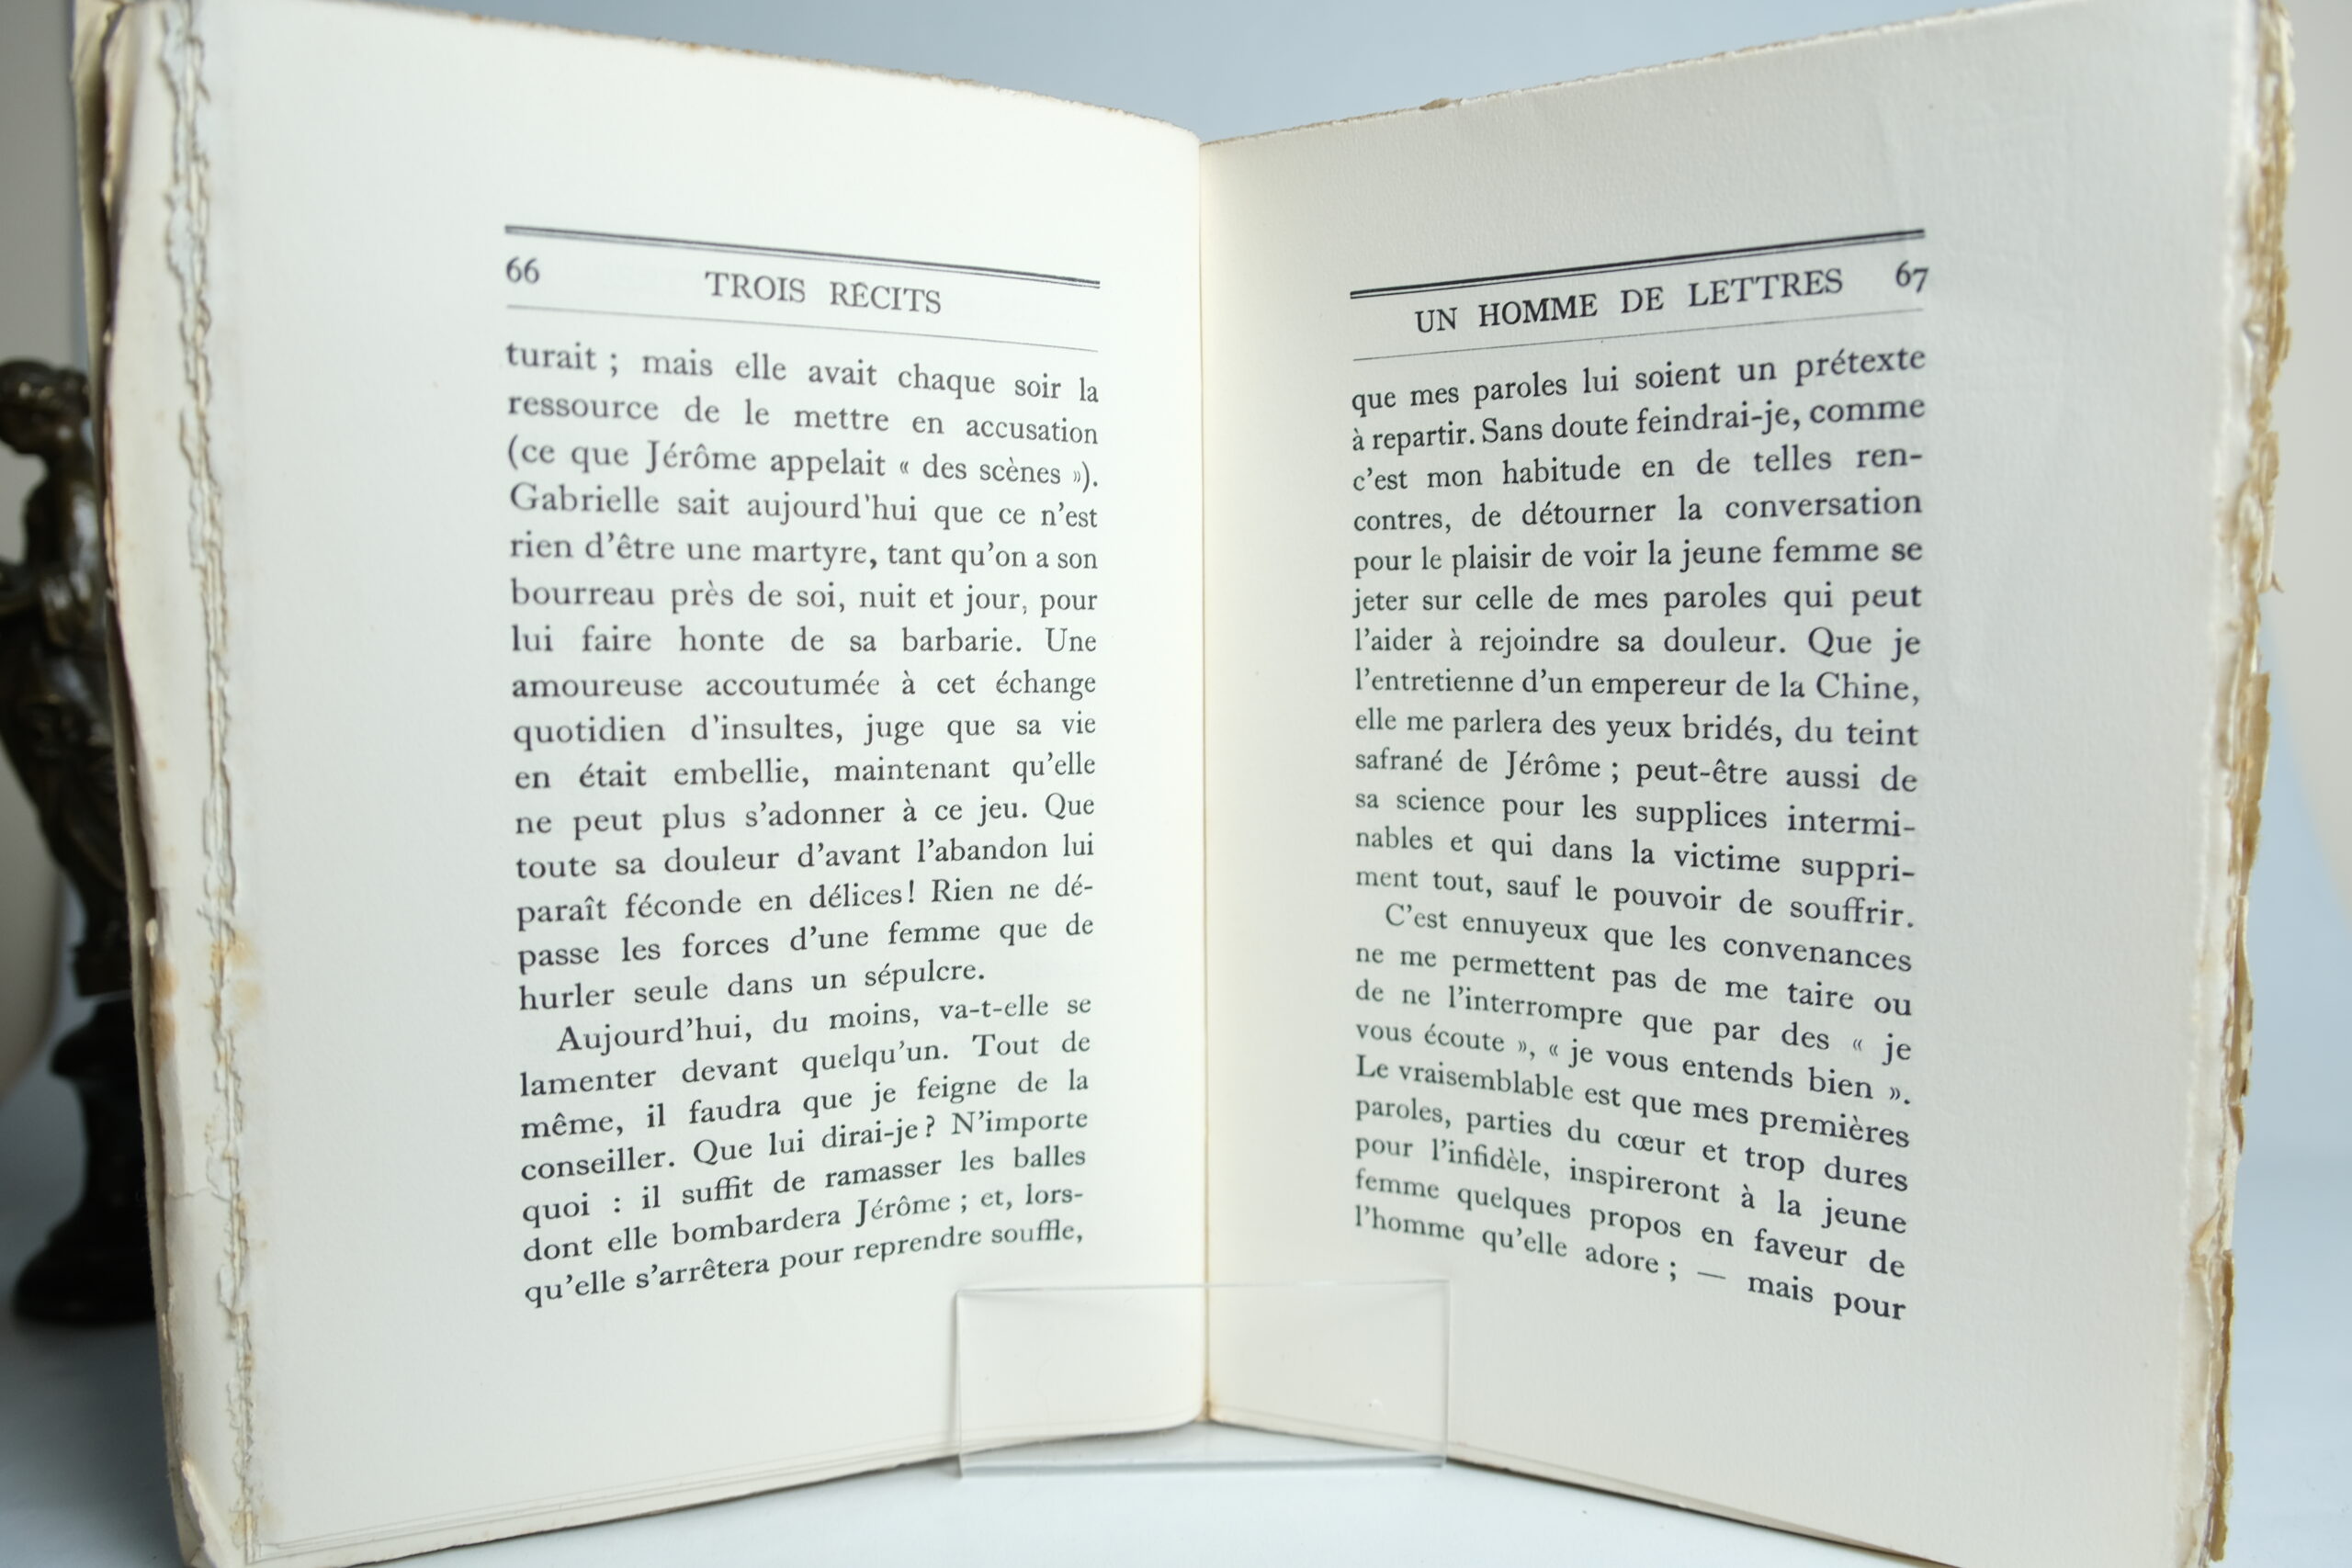 66 TROIS RÉCITS
turait ; mais elle avait chaque soir la
ressource de le mettre en accusation
(ce que Jérôme appelait « des scènes »).
Gabrielle sait aujourd'hui que ce n'est
rien d'être une martyre, tant qu'on a son
bourreau près de soi, nuit et jour, pour
lui faire honte de sa barbarie. Une
amoureuse accoutumée à cet échange
quotidien d'insultes, juge que sa vie
en était embellie, maintenant qu'elle
ne peut plus s'adonner à ce jeu. Que
toute sa douleur d'avant l'abandon lui
paraît féconde en délices! Rien ne dé-
passe les forces d'une femme que de
hurler seule dans un sépulcre.
Aujourd'hui, du moins, va-t-elle se
lamenter devant quelqu'un. Tout de
même, il faudra que je feigne de la
conseiller. Que lui dirai-je? N'importe
quoi : il suffit de ramasser les balles
dont elle bombardera Jérôme ; et, lors-
qu'elle s'arrêtera pour reprendre souffle,
UN HOMME DE LETTRES 67
que mes paroles lui soient un prétexte
à repartir. Sans doute feindrai-je, comme
c'est mon habitude en de telles ren-
contres, de détourner la conversation
pour le plaisir de voir la jeune femme se
jeter sur celle de mes paroles qui peut
l'aider à rejoindre sa douleur. Que je
l'entretienne d'un empereur de la Chine,
elle me parlera des yeux bridés, du teint
safrané de Jérôme ; peut-être aussi de
sa science pour les supplices intermi-
nables et qui dans la victime suppri-
ment tout, sauf le pouvoir de souffrir.
C'est ennuyeux que les convenances
ne me permettent pas de me taire ou
de ne l'interrompre que par des « je
vous écoute », « je vous entends bien ».
Le vraisemblable est que mes premières
paroles, parties du cœur et trop dures
pour l'infidèle, inspireront à la jeune
femme quelques propos en faveur de
l'homme qu'elle adore ; — mais pour